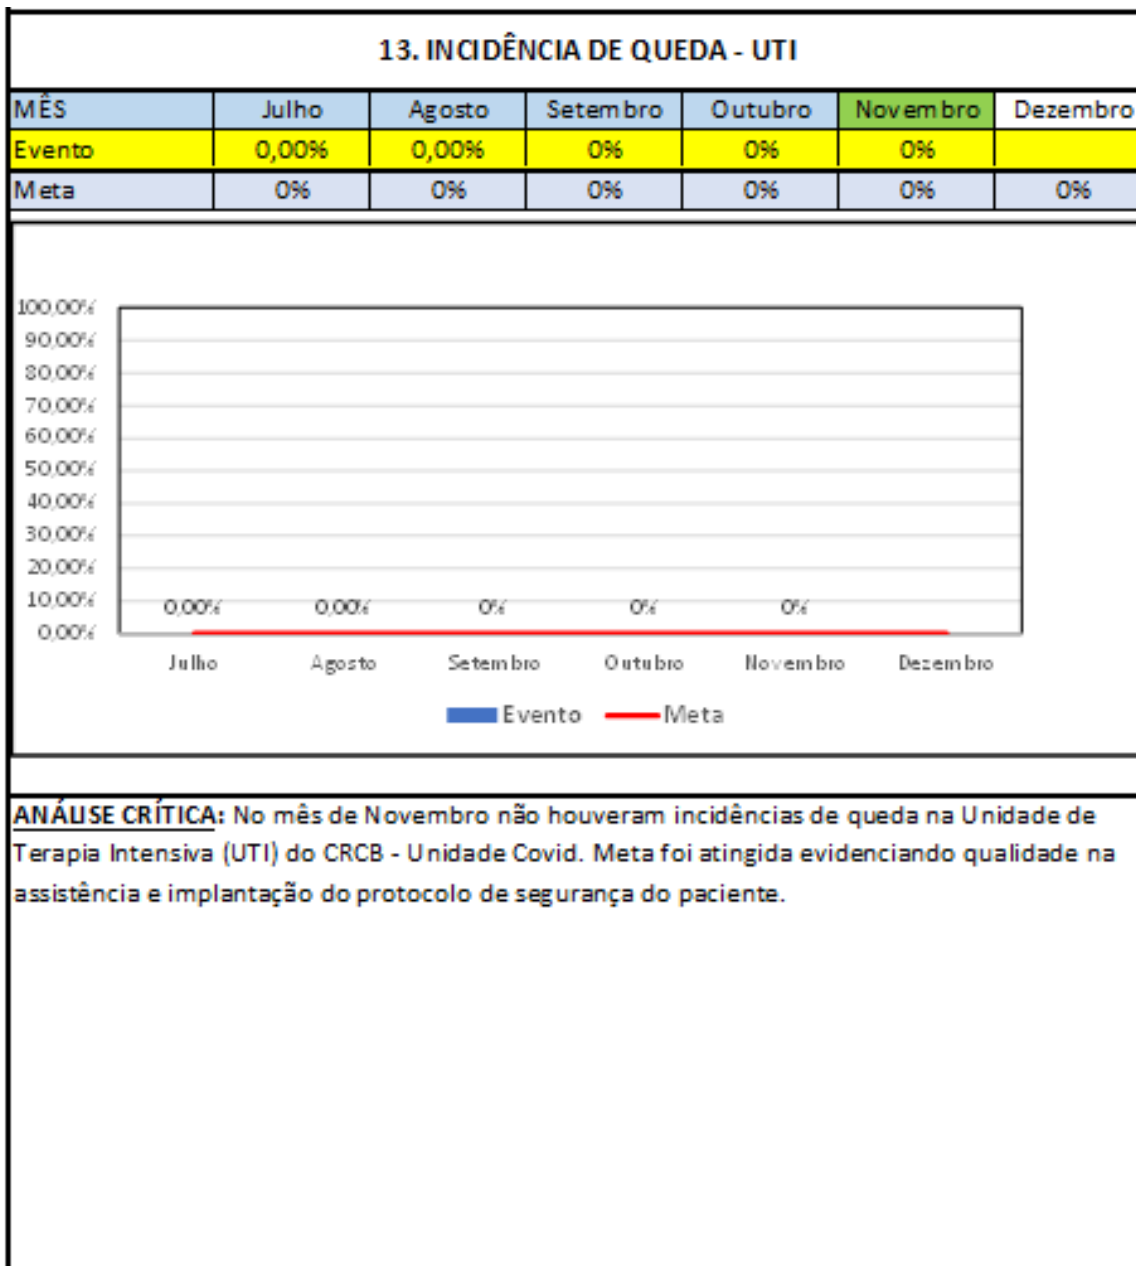 13. INCIDÊNCIA DE QUEDA - UTI
MÊS Julho Agosto Setembro Outubro Novembro Dezembro
Evento 0,00% 0,00% 0% 0% 0%
Meta 0% 0% 0% 0% 0% 0%
100,00%
90,00%
80,00%
70,00%
60,00%
50,00%
40,00%
30,00%
20,00%
10,00%
0,00%
0,00% 0,00% 0% 0% 0%
Julho Agosto Setembro Outubro Novembro Dezembro
Evento Meta
ANÁLISE CRÍTICA: No mês de Novembro não houveram incidências de queda na Unidade de
Terapia Intensiva (UTI) do CRCB - Unidade Covid. Meta foi atingida evidenciando qualidade na
assistência e implantação do protocolo de segurança do paciente.